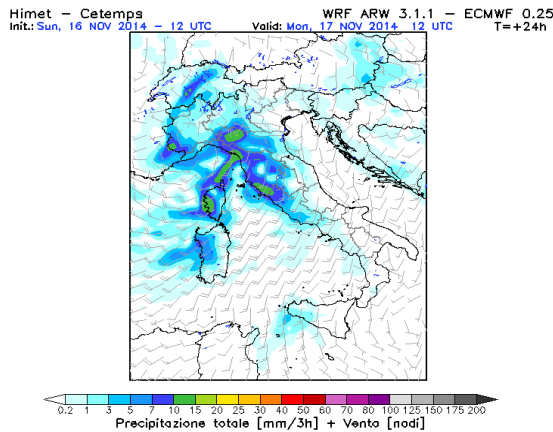 Himet – Cetemps WRF ARW 3.1.1 – ECMWF 0.25
Init.: Sun, 16 NOV 2014 – 12 UTC Valid: Mon, 17 NOV 2014 12 UTC T=+24h
0.2 1 3 5 7 10 15 20 25 30 40 50 60 70 80 100 125 150 175 200
Precipitazione totale [mm/3h] + Vento [nodi]